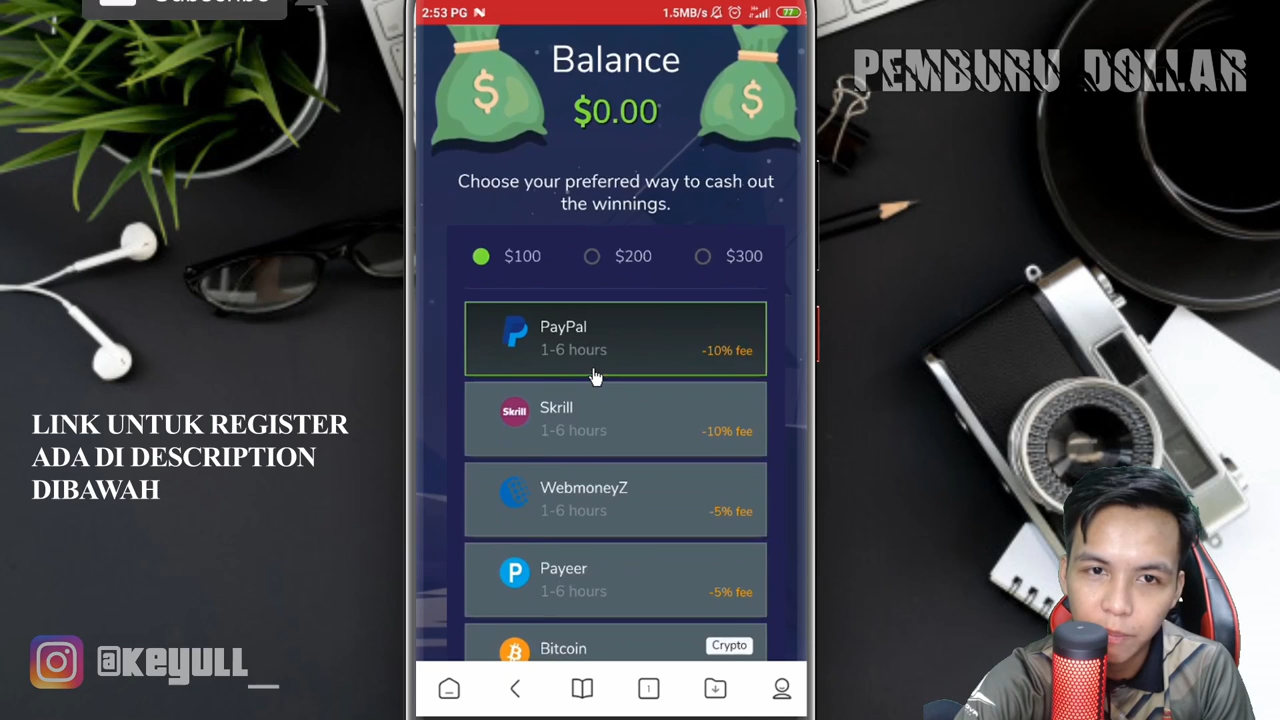 Subscribe
2:53 PG
1.5MB/s
77
PEMBURU DOLLAR
Balance
$0.00
Choose your preferred way to cash out
the winnings.
$100 $200 $300
PayPal
1-6 hours
-10% fee
Skrill
Skrill
1-6 hours
-10% fee
WebmoneyZ
1-6 hours
-5% fee
Payeer
1-6 hours
-5% fee
Bitcoin
Crypto
1
LINK UNTUK REGISTER
ADA DI DESCRIPTION
DIBAWAH
@KEYULL_